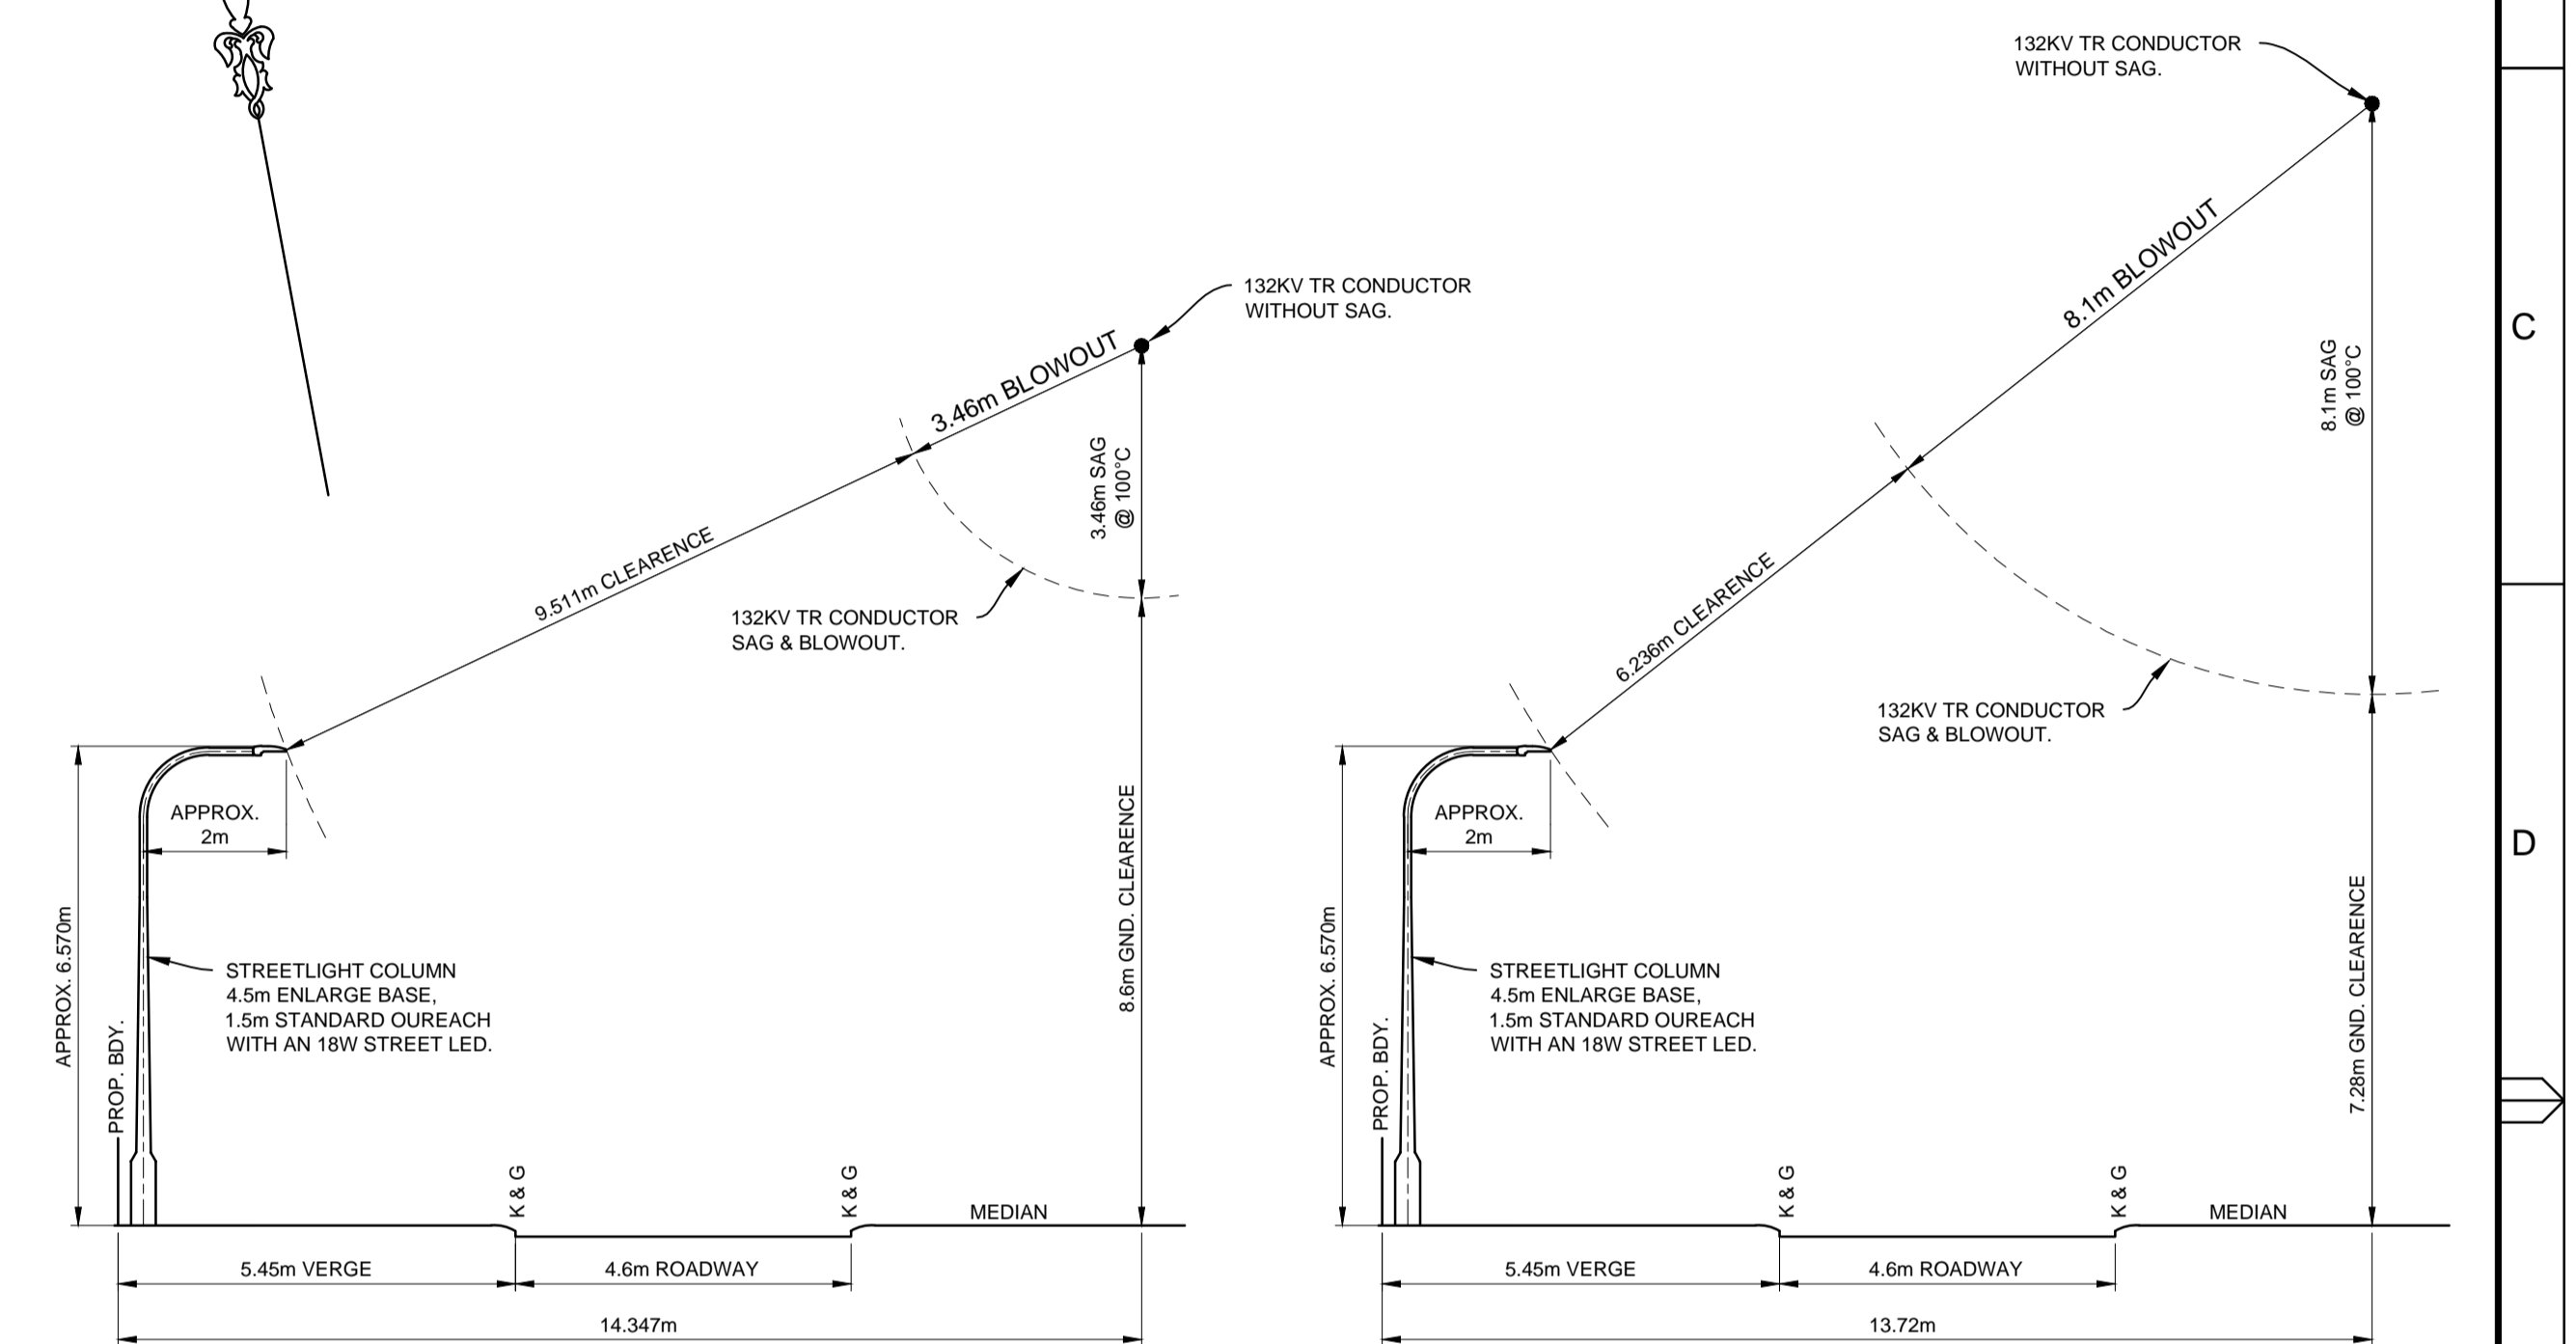 132KV TR CONDUCTOR
WITHOUT SAG.
3.46m BLOWOUT
3.46m SAG
@ 100°C
9.511m CLEARENCE
132KV TR CONDUCTOR
SAG & BLOWOUT.
8.6m GND. CLEARENCE
APPROX.
2m
APPROX. 6.570m
STREETLIGHT COLUMN
4.5m ENLARGE BASE,
1.5m STANDARD OUREACH
WITH AN 18W STREET LED.
PROP. BDY.
K & G
K & G
MEDIAN
5.45m VERGE
4.6m ROADWAY
14.347m
132KV TR CONDUCTOR
WITHOUT SAG.
8.1m BLOWOUT
8.1m SAG
@ 100°C
6.236m CLEARENCE
132KV TR CONDUCTOR
SAG & BLOWOUT.
7.28m GND. CLEARENCE
APPROX.
2m
APPROX. 6.570m
STREETLIGHT COLUMN
4.5m ENLARGE BASE,
1.5m STANDARD OUREACH
WITH AN 18W STREET LED.
PROP. BDY.
K & G
K & G
MEDIAN
5.45m VERGE
4.6m ROADWAY
13.72m
C
D